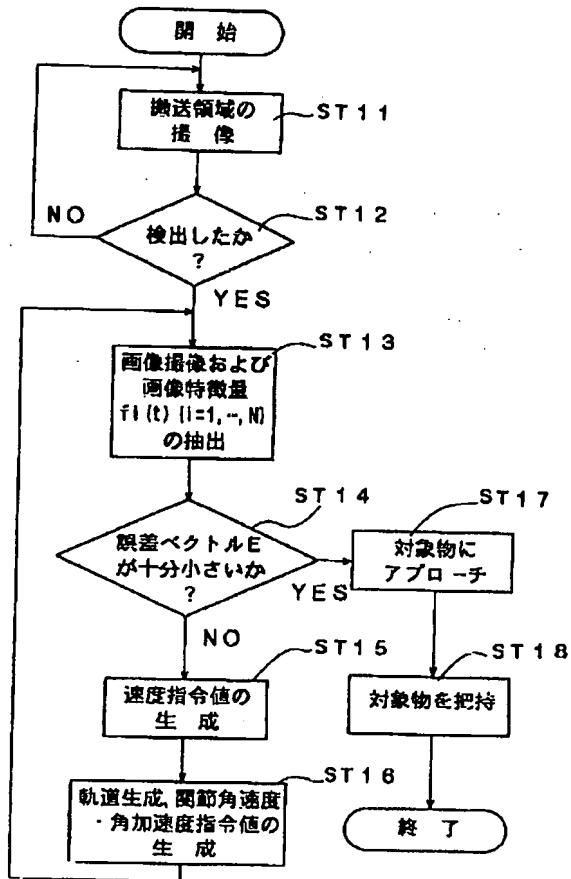 開 始
搬送領域の
撮 像
ST11
NO
検出したか
?
ST12
YES
画像撮像および
画像特徴量
fi(t) (i=1,…,N)
の抽出
ST13
誤差ベクトルE
が十分小さいか
?
ST14
YES
対象物に
アプローチ
ST17
NO
速度指令値の
生 成
ST15
対象物を把持
ST18
軌道生成、関節角速度
・角加速度指令値の
生成
ST16
終 了